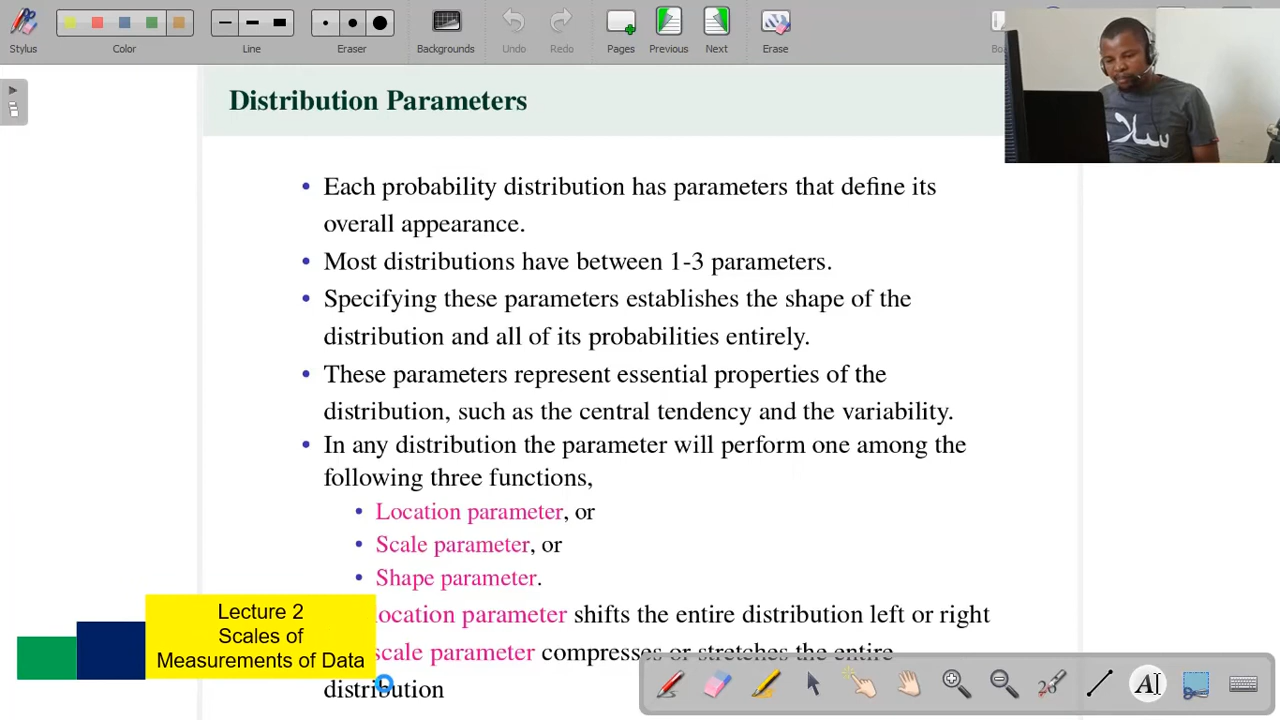 Stylus
Color
Line
Eraser
Backgrounds
Undo
Redo
Pages
Previous
Next
Erase
Distribution Parameters
سلام
• Each probability distribution has parameters that define its
overall appearance.
• Most distributions have between 1-3 parameters.
• Specifying these parameters establishes the shape of the
distribution and all of its probabilities entirely.
• These parameters represent essential properties of the
distribution, such as the central tendency and the variability.
• In any distribution the parameter will perform one among the
following three functions,
• Location parameter, or
• Scale parameter, or
• Shape parameter.
location parameter shifts the entire distribution left or right
scale parameter compresses or stretches the entire
distribution
Lecture 2
Scales of
Measurements of Data